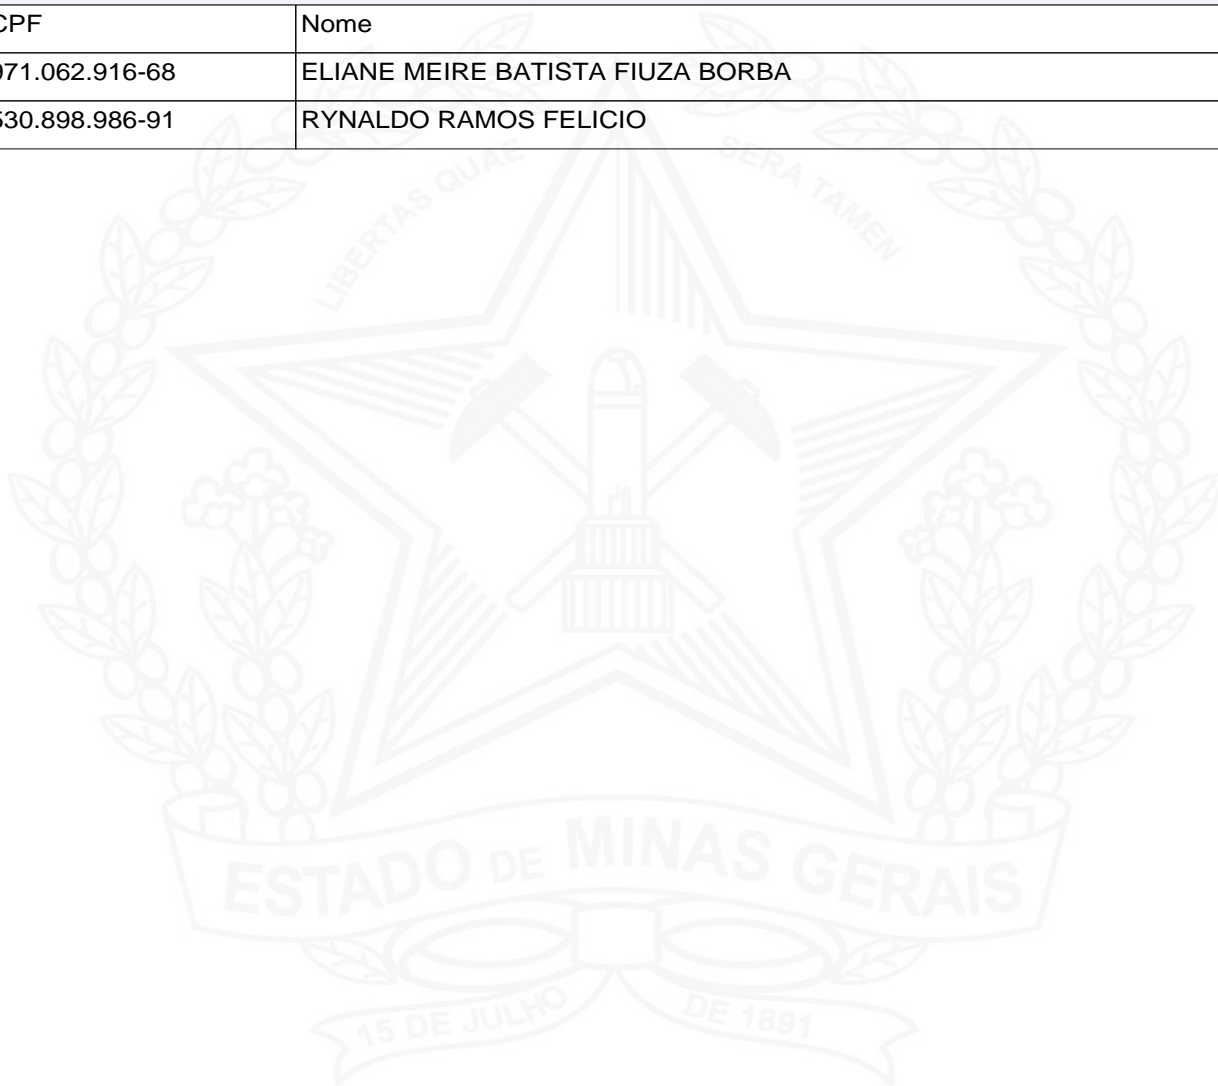 CPF Nome
971.062.916-68 ELIANE MEIRE BATISTA FIUZA BORBA
530.898.986-91 RYNALDO RAMOS FELICIO
LIBERTAS QUAE SERA TAMEN
ESTADO DE MINAS GERAIS
15 DE JULHO DE 1891